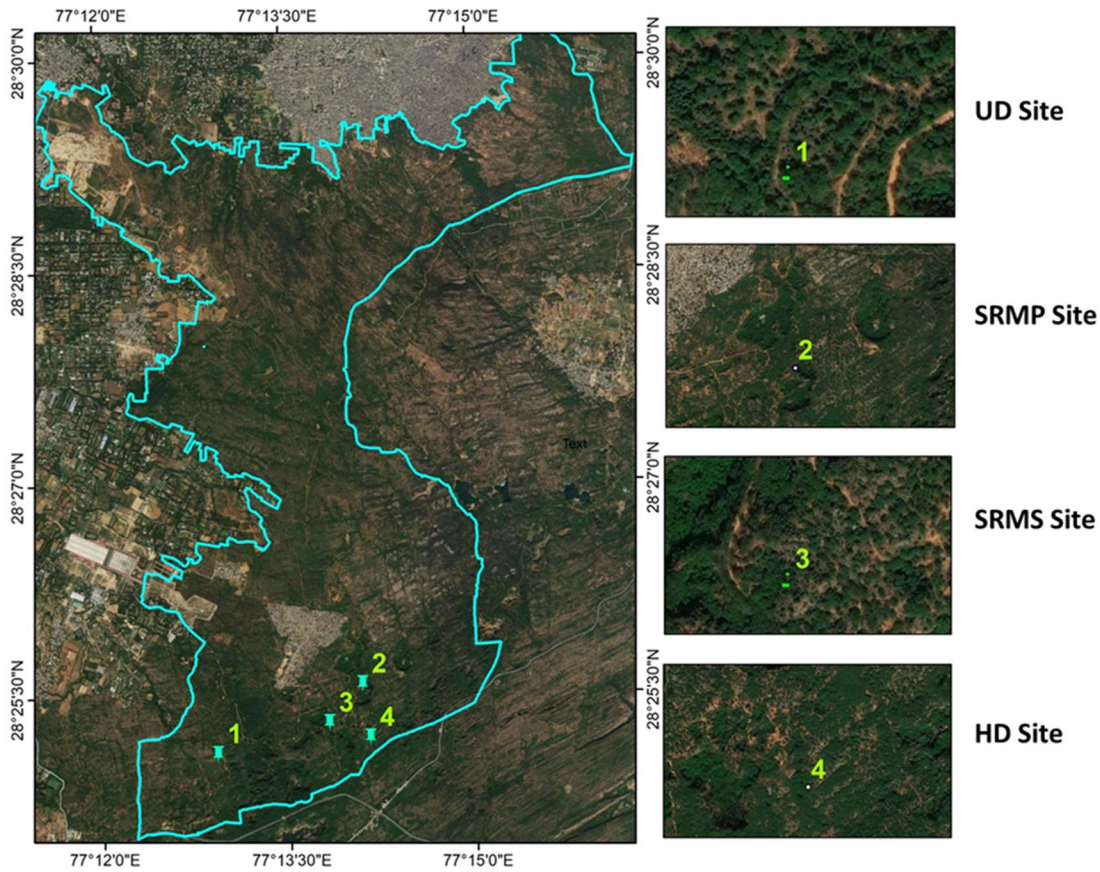 77°12'0"E 77°13'30"E 77°15'0"E
28°30'0"N
28°28'30"N
28°27'0"N
28°25'30"N
28°30'0"N
28°28'30"N
28°27'0"N
28°25'30"N
Text
1
2
3
4
77°12'0"E 77°13'30"E 77°15'0"E
1
UD Site
2
SRMP Site
3
SRMS Site
4
HD Site